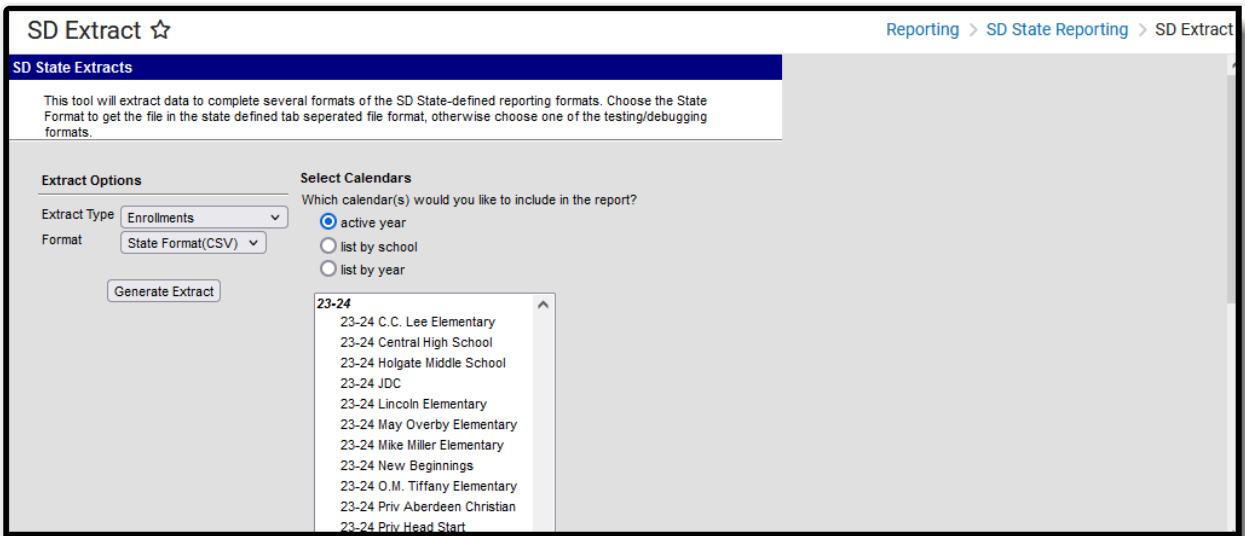 SD Extract ☆
Reporting > SD State Reporting > SD Extract
SD State Extracts
This tool will extract data to complete several formats of the SD State-defined reporting formats. Choose the State
Format to get the file in the state defined tab seperated file format, otherwise choose one of the testing/debugging
formats.
Extract Options
Extract Type Enrollments
Format State Format(CSV)
Generate Extract
Select Calendars
Which calendar(s) would you like to include in the report?
active year
list by school
list by year
23-24
23-24 C.C. Lee Elementary
23-24 Central High School
23-24 Holgate Middle School
23-24 JDC
23-24 Lincoln Elementary
23-24 May Overby Elementary
23-24 Mike Miller Elementary
23-24 New Beginnings
23-24 O.M. Tiffany Elementary
23-24 Priv Aberdeen Christian
23-24 Priv Head Start